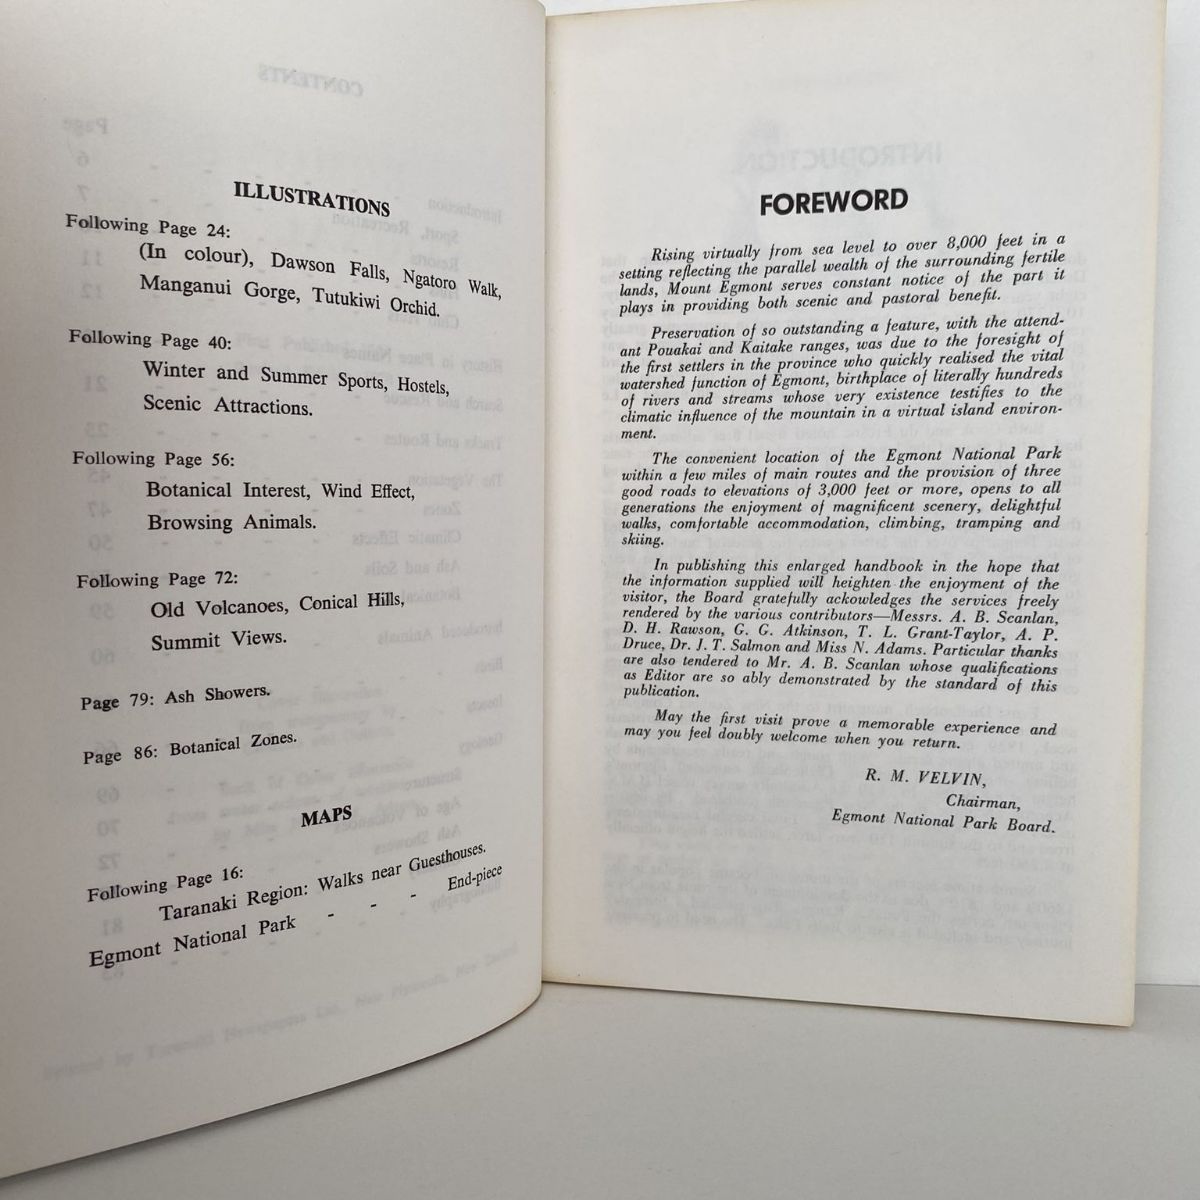 ILLUSTRATIONS
Following Page 24:
(In colour), Dawson Falls, Ngatoro Walk,
Manganui Gorge, Tutukiwi Orchid.
Following Page 40:
Winter and Summer Sports, Hostels,
Scenic Attractions.
Following Page 56:
Botanical Interest, Wind Effect,
Browsing Animals.
Following Page 72:
Old Volcanoes, Conical Hills,
Summit Views.
Page 79: Ash Showers.
Page 86: Botanical Zones.
MAPS
Following Page 16:
Taranaki Region: Walks near Guesthouses.
Egmont National Park - - - End-piece
FOREWORD
Rising virtually from sea level to over 8,000 feet in a
setting reflecting the parallel wealth of the surrounding fertile
lands, Mount Egmont serves constant notice of the part it
plays in providing both scenic and pastoral benefit.
Preservation of so outstanding a feature, with the attend-
ant Pouakai and Kaitake ranges, was due to the foresight of
the first settlers in the province who quickly realised the vital
watershed function of Egmont, birthplace of literally hundreds
of rivers and streams whose very existence testifies to the
climatic influence of the mountain in a virtual island environ-
ment.
The convenient location of the Egmont National Park
within a few miles of main routes and the provision of three
good roads to elevations of 3,000 feet or more, opens to all
generations the enjoyment of magnificent scenery, delightful
walks, comfortable accommodation, climbing, tramping and
skiing.
In publishing this enlarged handbook in the hope that
the information supplied will heighten the enjoyment of the
visitor, the Board gratefully ackowledges the services freely
rendered by the various contributors—Messrs. A. B. Scanlan,
D. H. Rawson, G. G. Atkinson, T. L. Grant-Taylor, A. P.
Druce, Dr. J. T. Salmon and Miss N. Adams. Particular thanks
are also tendered to Mr. A. B. Scanlan whose qualifications
as Editor are so ably demonstrated by the standard of this
publication.
May the first visit prove a memorable experience and
may you feel doubly welcome when you return.
R. M. VELVIN,
Chairman,
Egmont National Park Board.